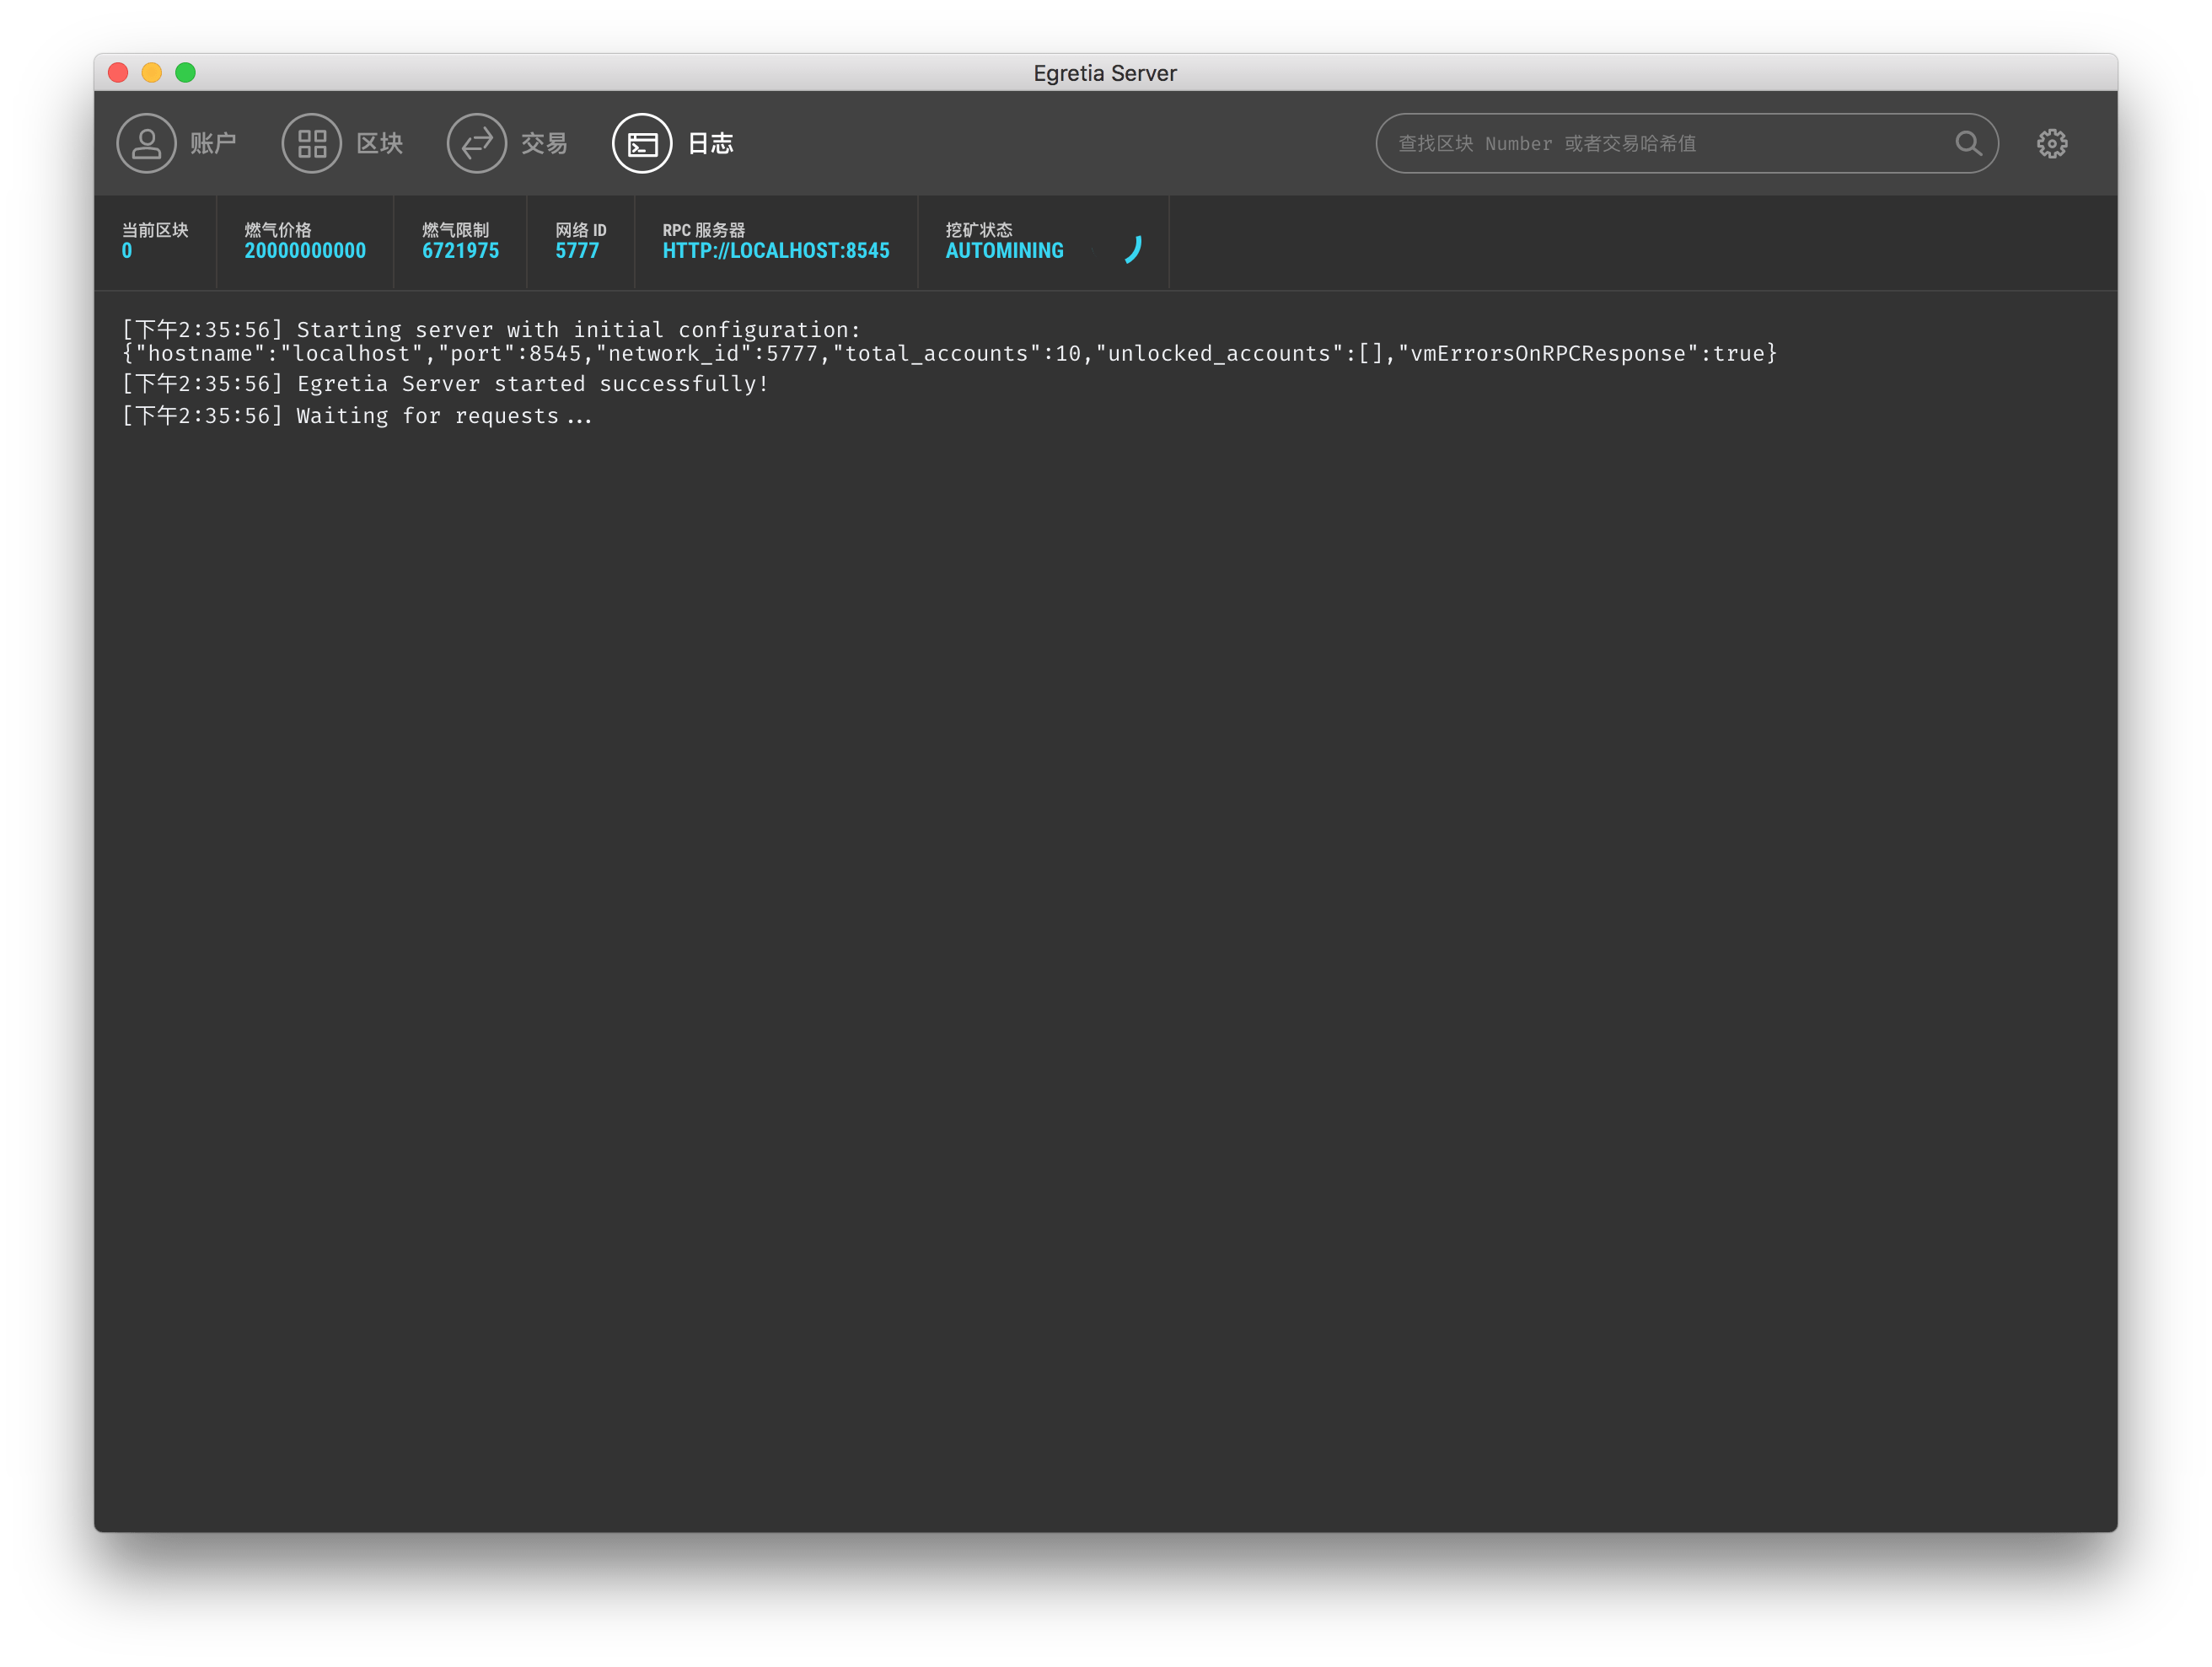 Egretia Server
账户 区块 交易 日志 查找区块 Number 或者交易哈希值
当前区块 燃气价格 燃气限制 网络 ID RPC 服务器 挖矿状态
0 20000000000 6721975 5777 HTTP://LOCALHOST:8545 AUTOMINING
[下午2:35:56] Starting server with initial configuration:
{"hostname":"localhost","port":8545,"network_id":5777,"total_accounts":10,"unlocked_accounts":[],"vmErrorsOnRPCResponse":true}
[下午2:35:56] Egretia Server started successfully!
[下午2:35:56] Waiting for requests...